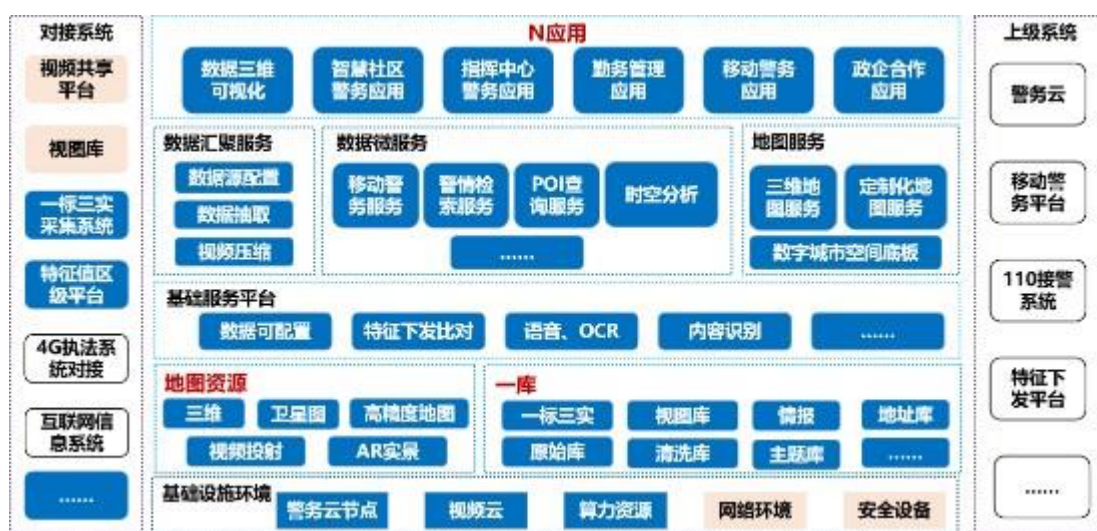 对接系统
视频共享
平台
视图库
一标三实
采集系统
特征值区
级平台
4G执法系
统对接
互联网信
息系统
......
N应用
数据三维
可视化
智慧社区
警务应用
指挥中心
警务应用
勤务管理
应用
移动警务
应用
政企合作
应用
数据汇聚服务
数据源配置
数据抽取
视频压缩
数据微服务
移动警
务服务
警情检
索服务
POI查
询服务
时空分析
......
地图服务
三维地
图服务
定制化地
图服务
数字城市空间底板
基础服务平台
数据可配置
特征下发比对
语音、OCR
内容识别
......
地图资源
三维
卫星图
高精度地图
视频投射
AR实景
一库
一标三实
视图库
情报
地址库
原始库
清洗库
主题库
......
基础设施环境
警务云节点
视频云
算力资源
网络环境
安全设备
上级系统
警务云
移动警
务平台
110接警
系统
特征下
发平台
......